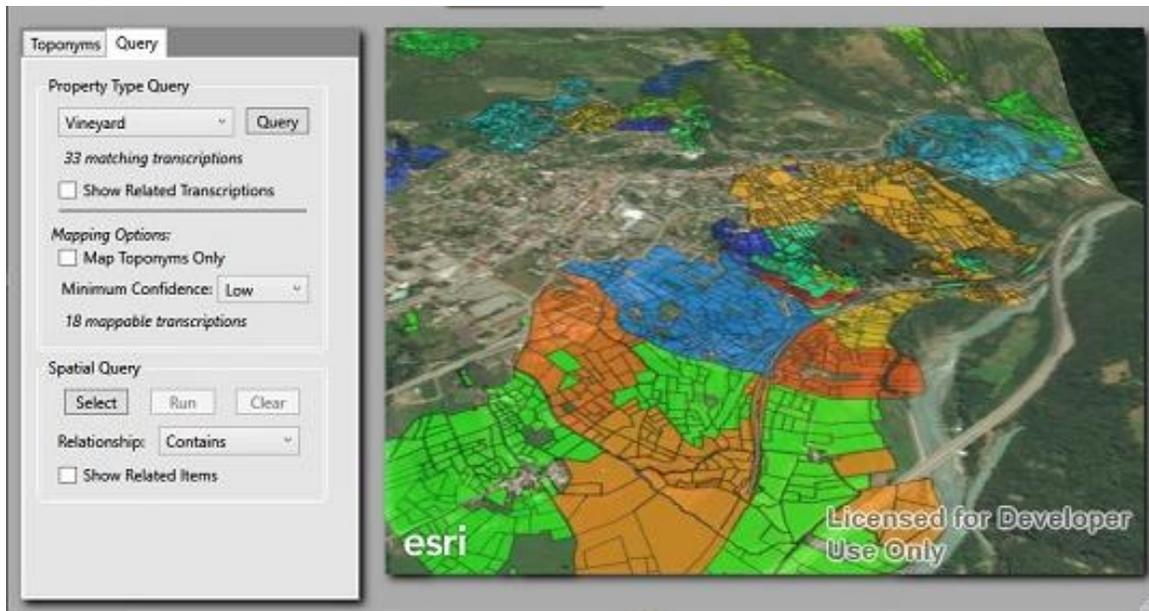 Toponyms Query
Property Type Query
Vineyard Query
33 matching transcriptions
Show Related Transcriptions
Mapping Options:
Map Toponyms Only
Minimum Confidence: Low
18 mappable transcriptions
Spatial Query
Select Run Clear
Relationship: Contains
Show Related Items
esri
Licensed for Developer
Use Only